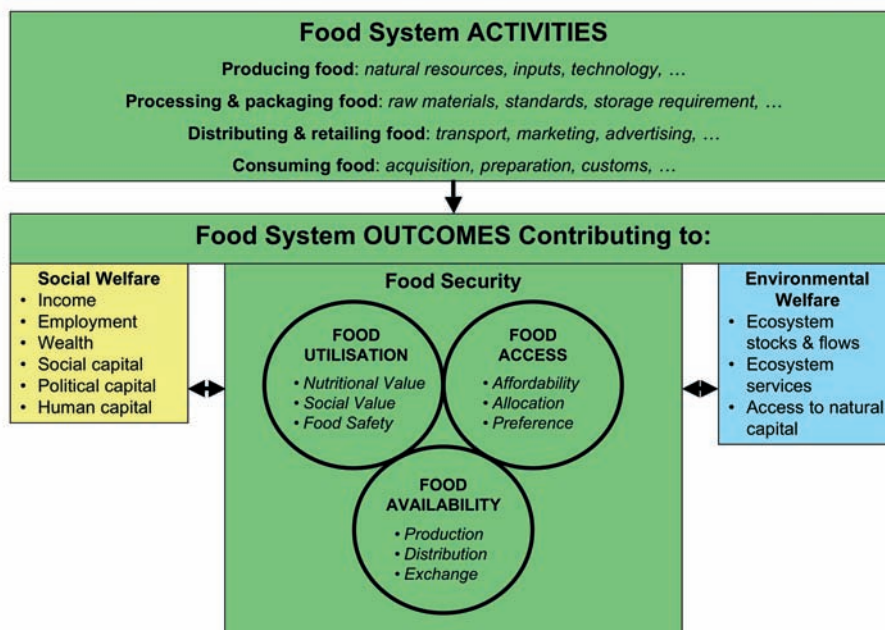 Food System ACTIVITIES
Producing food: natural resources, inputs, technology, …
Processing & packaging food: raw materials, standards, storage requirement, …
Distributing & retailing food: transport, marketing, advertising, …
Consuming food: acquisition, preparation, customs, …
Food System OUTCOMES Contributing to:
Social Welfare
• Income
• Employment
• Wealth
• Social capital
• Political capital
• Human capital
Food Security
FOOD
UTILISATION
• Nutritional Value
• Social Value
• Food Safety
FOOD
ACCESS
• Affordability
• Allocation
• Preference
FOOD
AVAILABILITY
• Production
• Distribution
• Exchange
Environmental
Welfare
• Ecosystem
stocks & flows
• Ecosystem
services
• Access to natural
capital